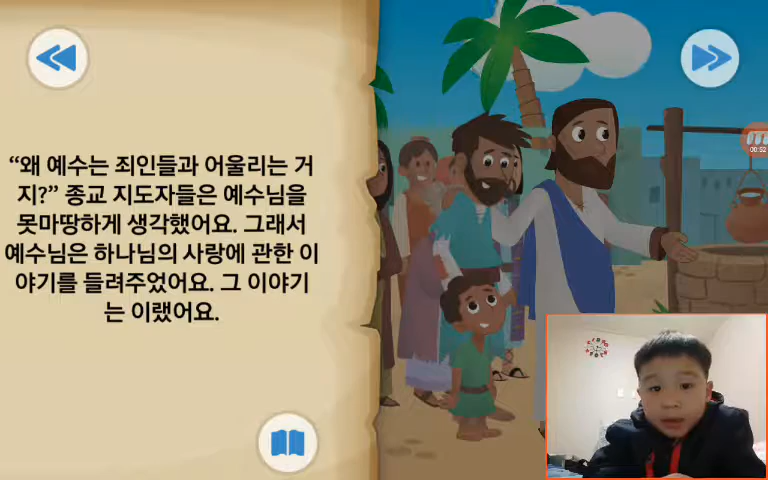 “왜 예수는 죄인들과 어울리는 거
지?” 종교 지도자들은 예수님을
못마땅하게 생각했어요. 그래서
예수님은 하나님의 사랑에 관한 이
야기를 들려주었어요. 그 이야기
는 이랬어요.
00:52